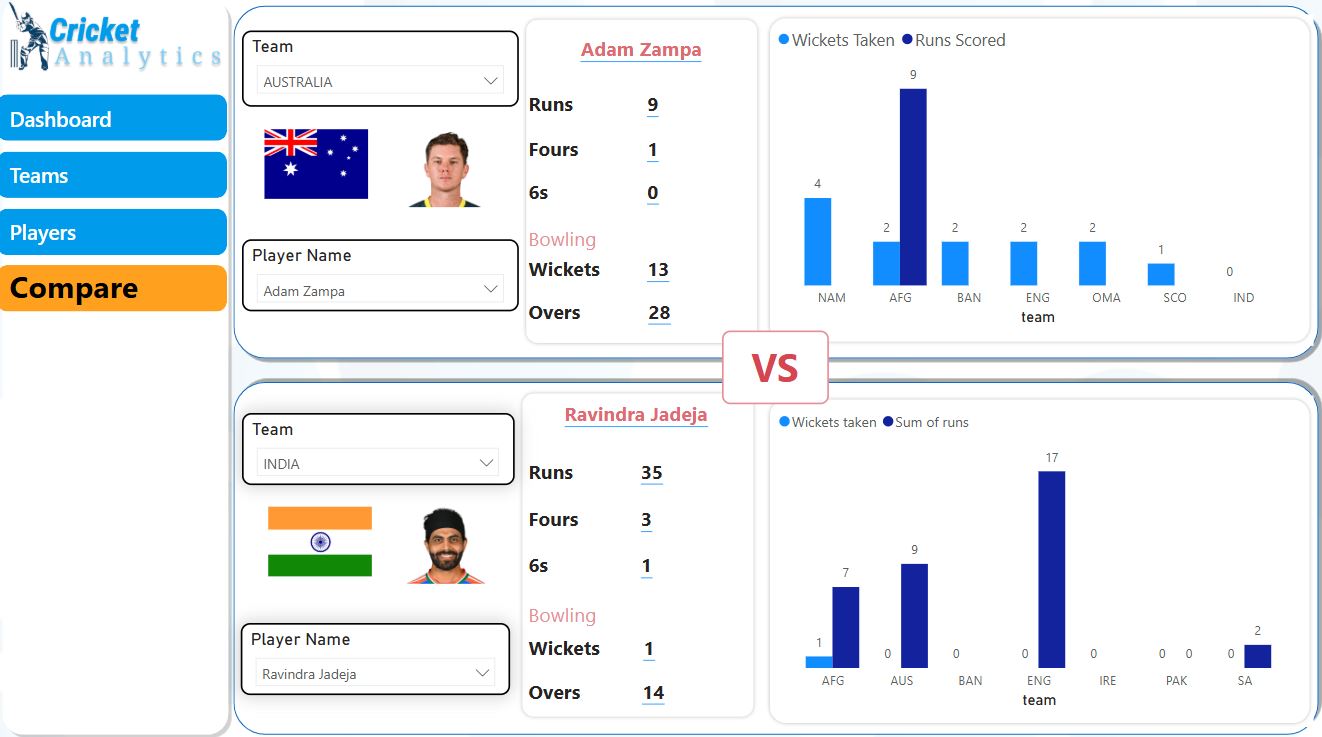 Cricket
Analytics
Dashboard
Teams
Players
Compare
Team
AUSTRALIA
Player Name
Adam Zampa
Adam Zampa
Runs 9
Fours 1
6s 0
Bowling
Wickets 13
Overs 28
Wickets Taken Runs Scored
9
4
2 2 2 2
1
0
NAM AFG BAN ENG OMA SCO IND
team
VS
Team
INDIA
Player Name
Ravindra Jadeja
Ravindra Jadeja
Runs 35
Fours 3
6s 1
Bowling
Wickets 1
Overs 14
Wickets taken Sum of runs
17
9
7
2
1 0 0 0 0 0 0 0
AFG AUS BAN ENG IRE PAK SA
team